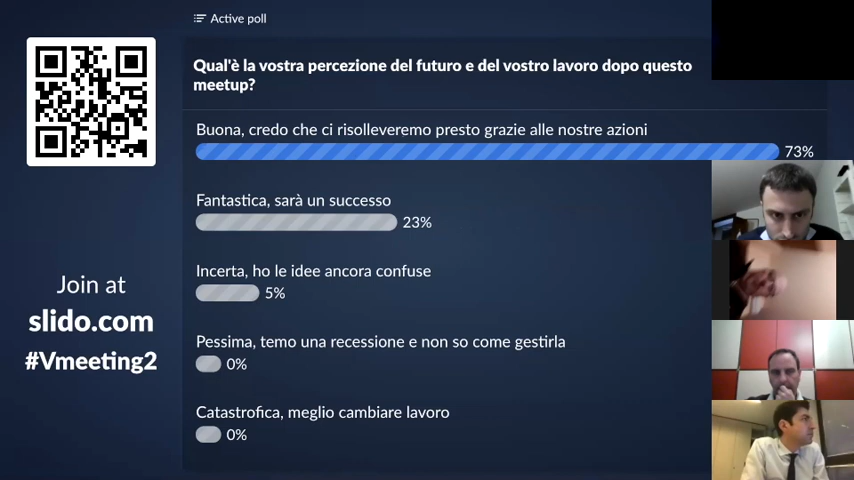 Active poll
Qual'è la vostra percezione del futuro e del vostro lavoro dopo questo
meetup?
Buona, credo che ci risolleveremo presto grazie alle nostre azioni
73%
Fantastica, sarà un successo
23%
Incerta, ho le idee ancora confuse
5%
Pessima, temo una recessione e non so come gestirla
0%
Catastrofica, meglio cambiare lavoro
0%
Join at
slido.com
#Vmeeting2